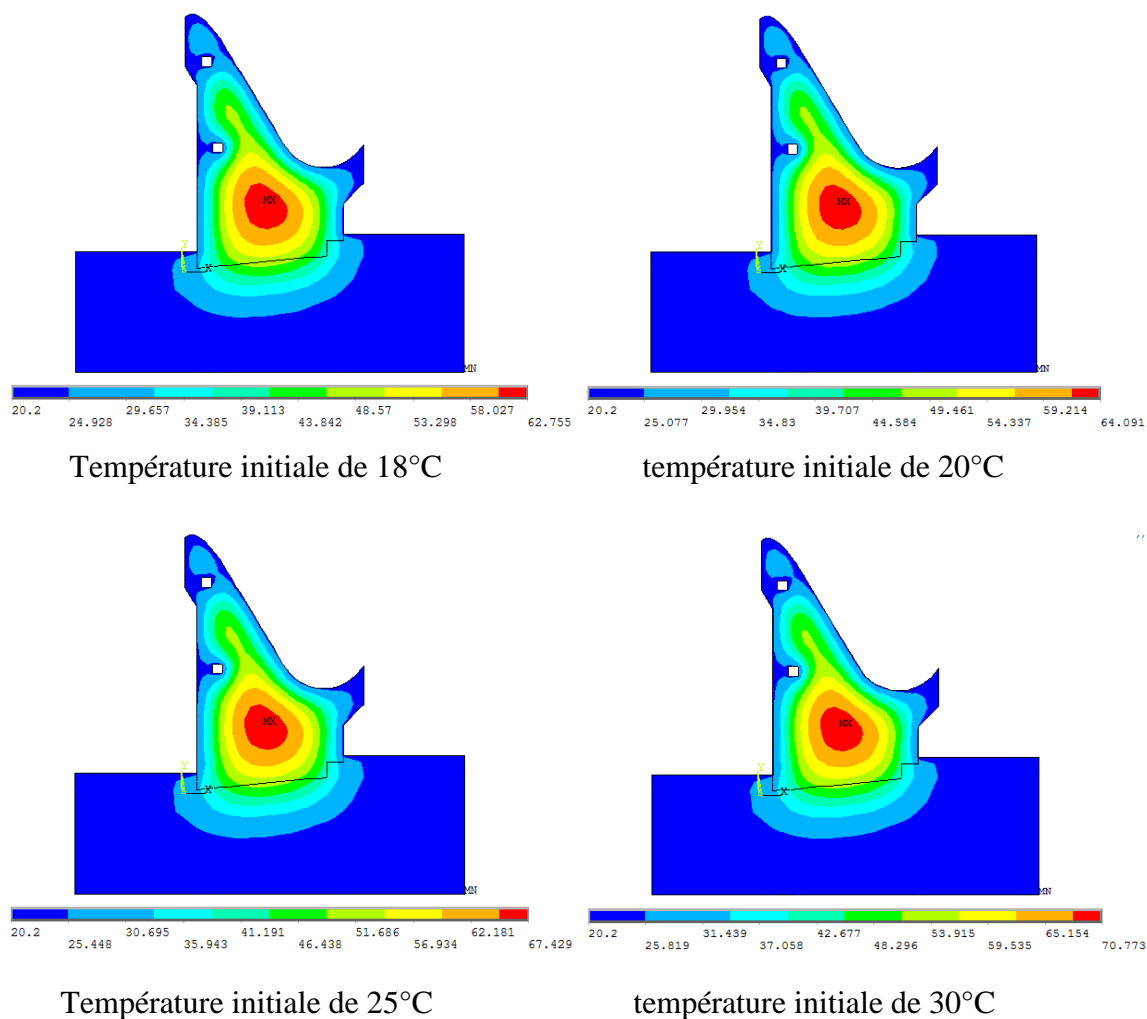 MX
MX
Y
Y
X
X
MN
MN
20.2 29.657 39.113 48.57 58.027
24.928 34.385 43.842 53.298 62.755
20.2 29.954 39.707 49.461 59.214
25.077 34.83 44.584 54.337 64.091
Température initiale de 18°C
température initiale de 20°C
MX
MX
Y
Y
X
X
MN
MN
20.2 30.695 41.191 51.686 62.181
25.448 35.943 46.438 56.934 67.429
20.2 31.439 42.677 53.915 65.154
25.819 37.058 48.296 59.535 70.773
Température initiale de 25°C
température initiale de 30°C